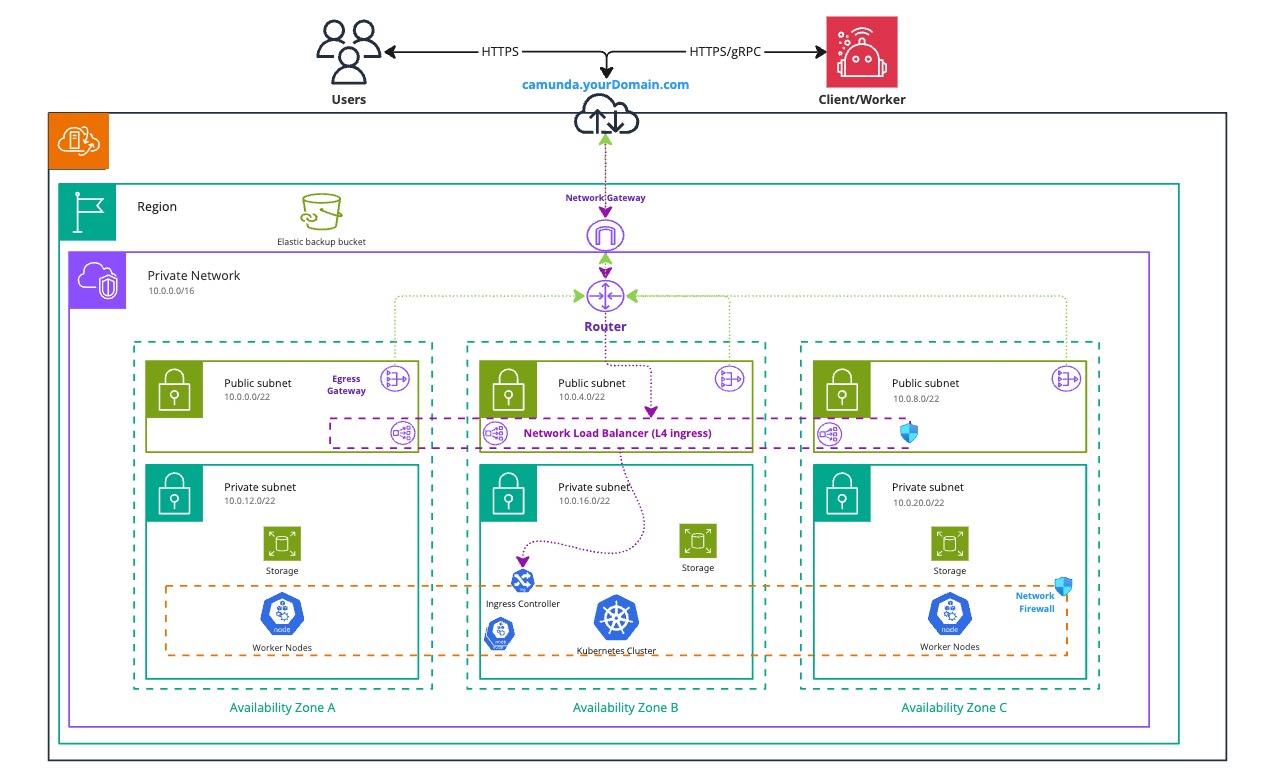 HTTPS
HTTPS/gRPC
Users
camunda.yourDomain.com
Client/Worker
Network Gateway
Region
Elastic backup bucket
Private Network
10.0.0.0/16
Router
Public subnet
10.0.0.0/22
Egress
Gateway
Public subnet
10.0.4.0/22
Public subnet
10.0.8.0/22
Network Load Balancer (L4 ingress)
Private subnet
10.0.12.0/22
Private subnet
10.0.16.0/22
Private subnet
10.0.20.0/22
Storage
Storage
Storage
Ingress Controller
Network
Firewall
node
Worker Nodes
node
Kubernetes Cluster
node
Worker Nodes
Availability Zone A
Availability Zone B
Availability Zone C